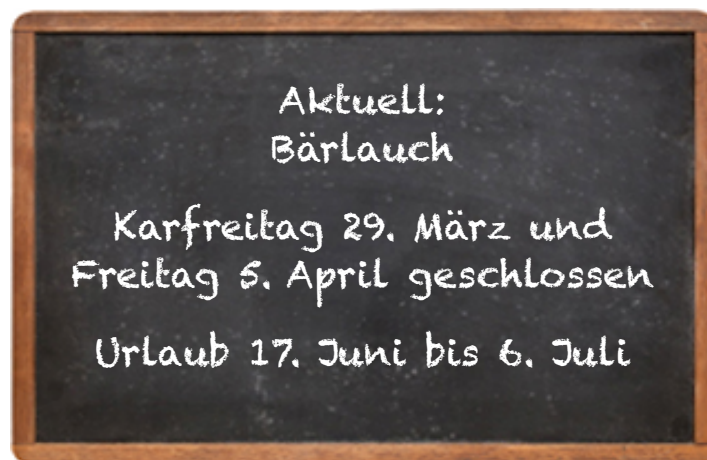 Aktuell:
Bärlauch
Karfreitag 29. März und
Freitag 5. April geschlossen
Urlaub 17. Juni bis 6. Juli